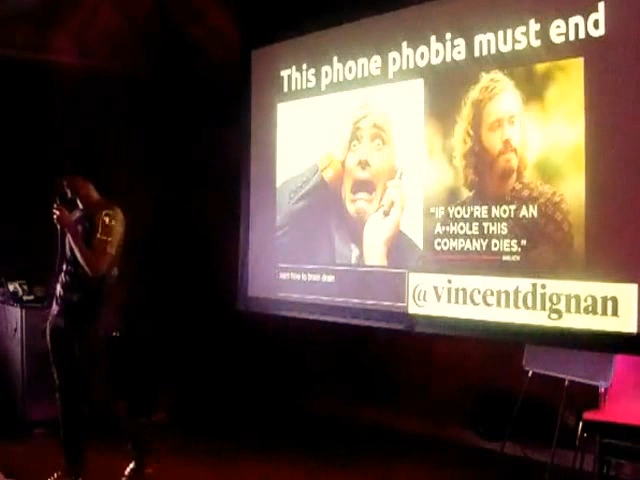 This phone phobia must end
"IF YOU'RE NOT AN
A**HOLE THIS
COMPANY DIES."
@vincentdignan